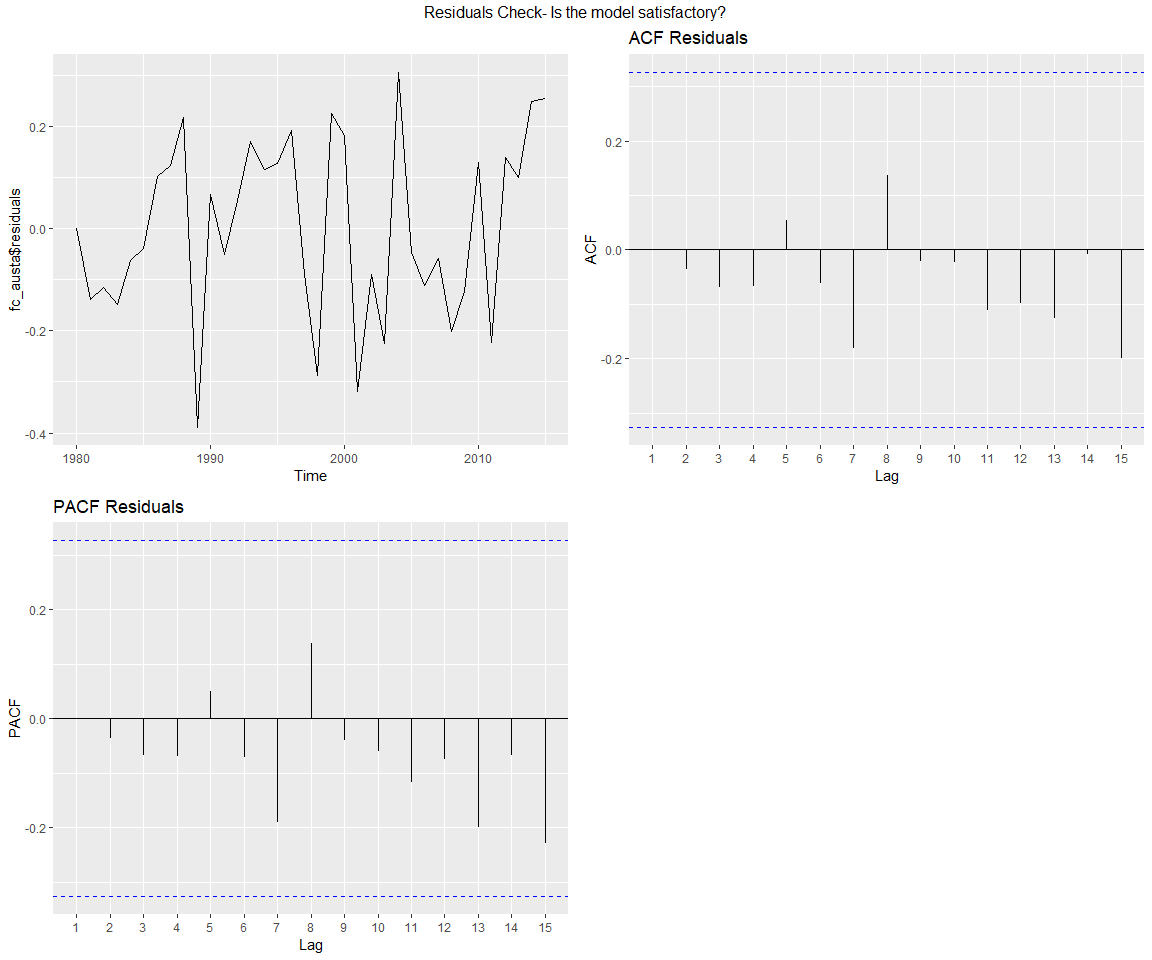 Residuals Check- Is the model satisfactory?
fc_austa$residuals
0.2
0.0
-0.2
-0.4
1980 1990 2000 2010
Time
ACF Residuals
ACF
0.2
0.0
-0.2
1 2 3 4 5 6 7 8 9 10 11 12 13 14 15
Lag
PACF Residuals
PACF
0.2
0.0
-0.2
1 2 3 4 5 6 7 8 9 10 11 12 13 14 15
Lag